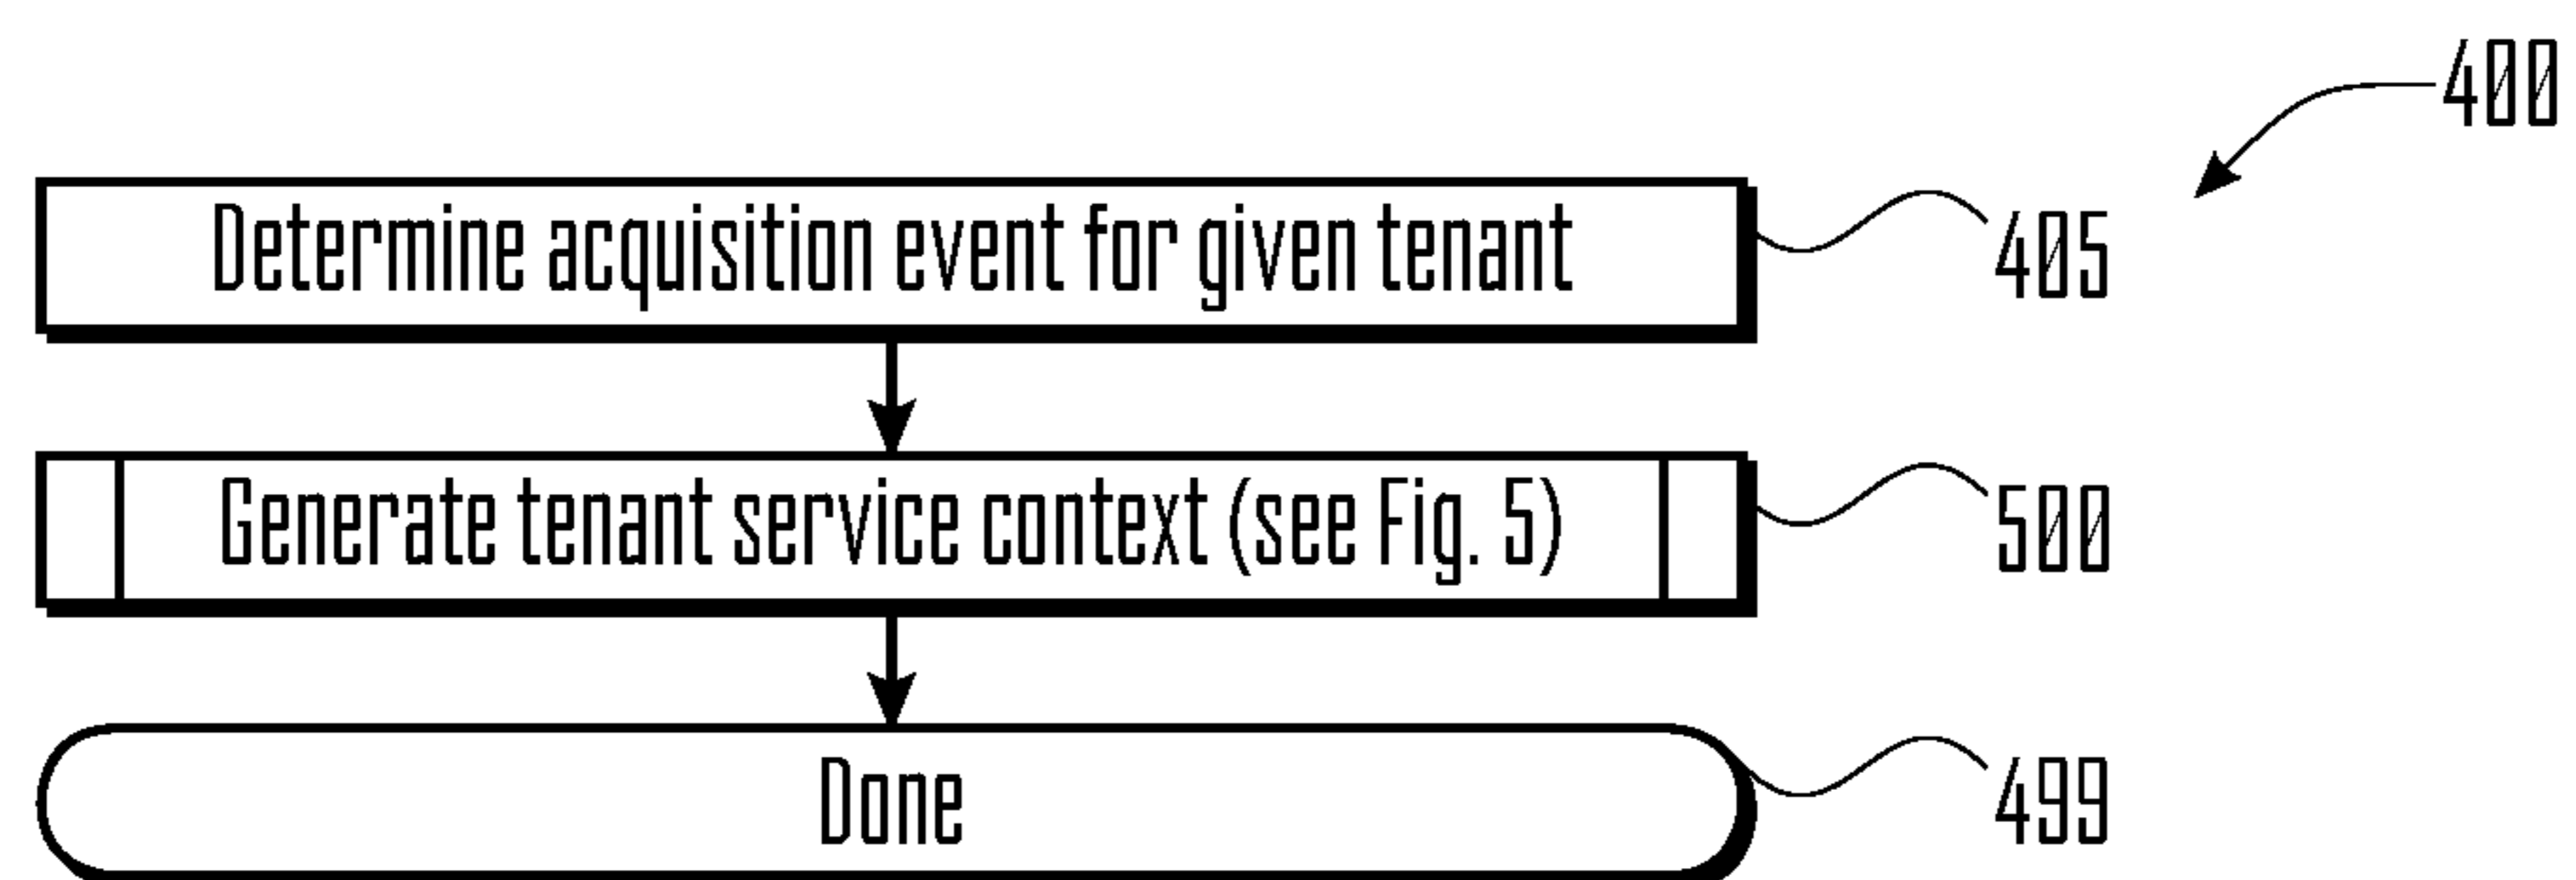 400
Determine acquisition event for given tenant
405
Generate tenant service context (see Fig. 5)
500
Done
499